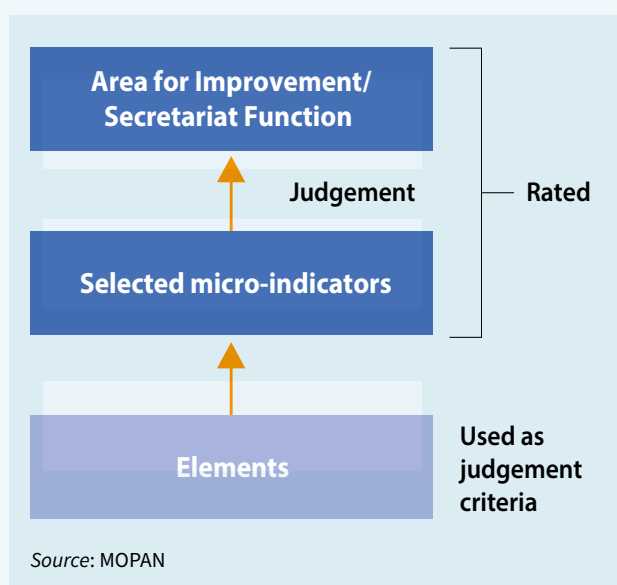 Area for Improvement/
Secretariat Function
Judgement
Rated
Selected micro-indicators
Elements
Used as
judgement
criteria
Source: MOPAN